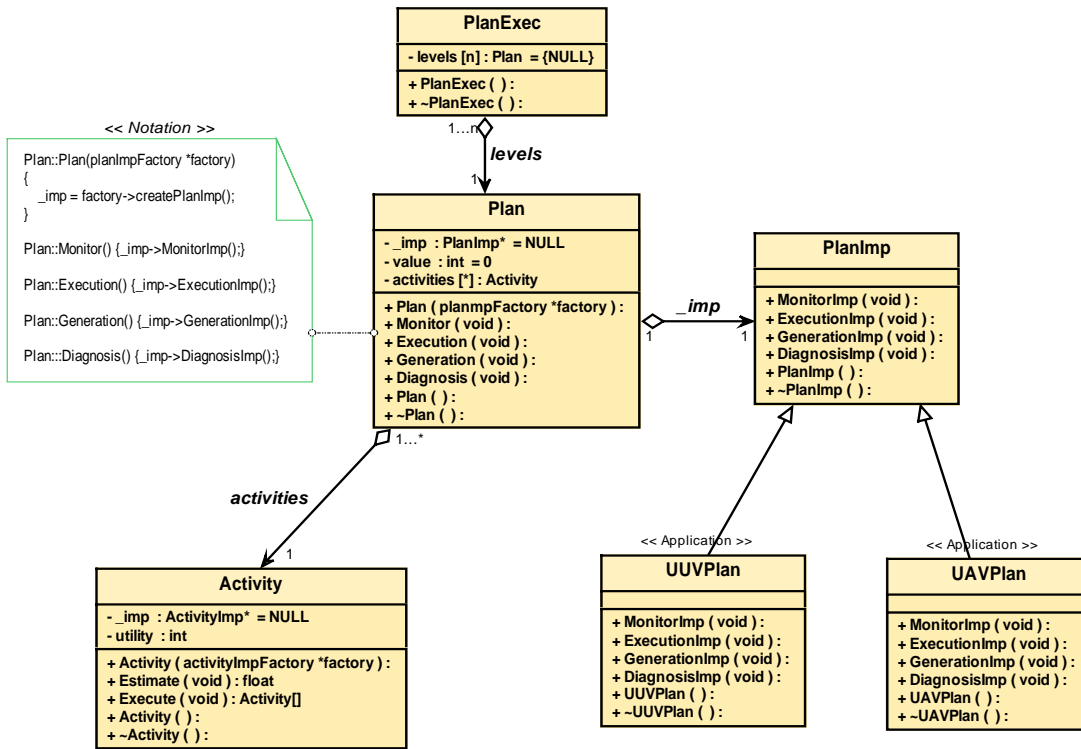 PlanExec
- levels [n] : Plan = {NULL}
+ PlanExec ( ) :
+ ~PlanExec ( ) :
1...n
levels
1
<< Notation >>
Plan::Plan(planImpFactory *factory)
{
_imp = factory->createPlanImp();
}
Plan::Monitor() {_imp->MonitorImp();}
Plan::Execution() {_imp->ExecutionImp();}
Plan::Generation() {_imp->GenerationImp();}
Plan:::Diagnosis() {_imp->DiagnosisImp();}
Plan
- _imp : PlanImp* = NULL
- value : int = 0
- activities [*] : Activity
+ Plan ( planmpFactory *factory ) :
+ Monitor ( void ) :
+ Execution ( void ) :
+ Generation ( void ) :
+ Diagnosis ( void ) :
+ Plan ( ) :
+ ~Plan ( ) :
_imp
1
1
PlanImp
+ MonitorImp ( void ) :
+ ExecutionImp ( void ) :
+ GenerationImp ( void ) :
+ DiagnosisImp ( void ) :
+ PlanImp ( ) :
+ ~PlanImp ( ) :
1...*
activities
1
Activity
- _imp : ActivityImp* = NULL
- utility : int
+ Activity ( activityImpFactory *factory ) :
+ Estimate ( void ) : float
+ Execute ( void ) : Activity[]
+ Activity ( ) :
+ ~Activity ( ) :
<< Application >>
UUVPlan
+ MonitorImp ( void ) :
+ ExecutionImp ( void ) :
+ GenerationImp ( void ) :
+ DiagnosisImp ( void ) :
+ UUVPlan ( ) :
+ ~UUVPlan ( ) :
<< Application >>
UAVPlan
+ MonitorImp ( void ) :
+ ExecutionImp ( void ) :
+ GenerationImp ( void ) :
+ DiagnosisImp ( void ) :
+ UAVPlan ( ) :
+ ~UAVPlan ( ) :